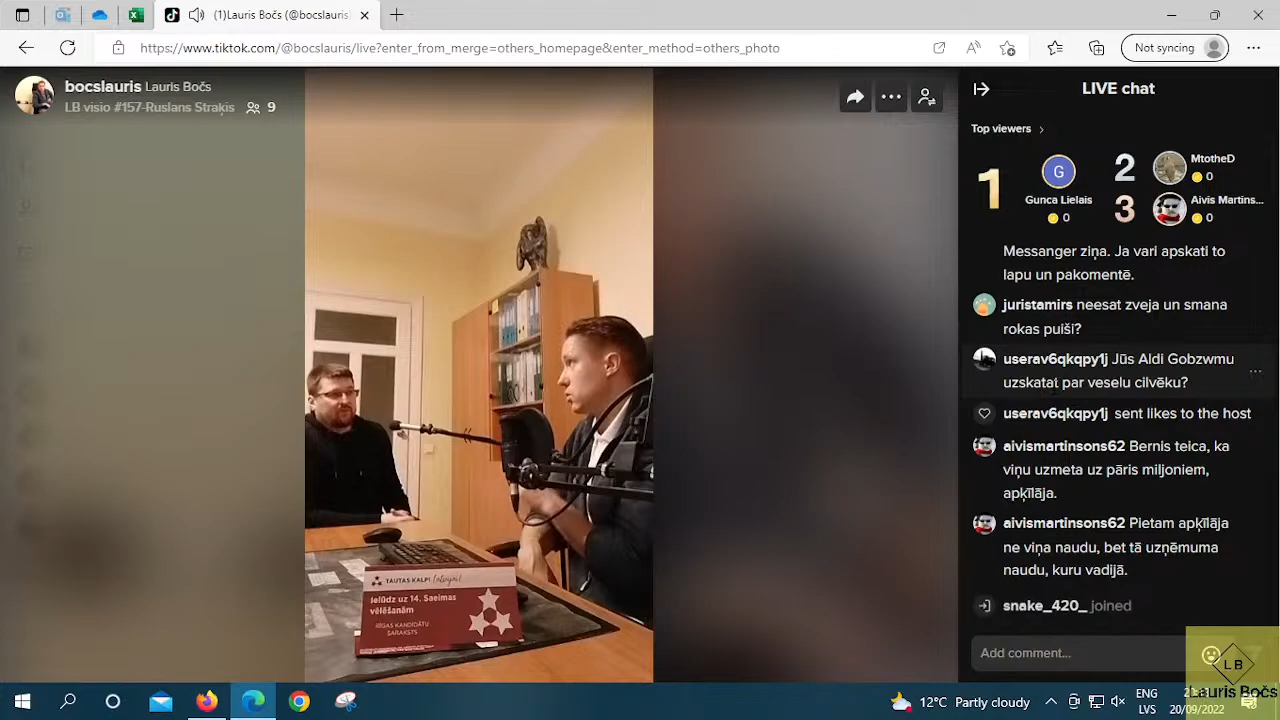 (1)Lauris Bočs (@bocslauris
https://www.tiktok.com/@bocslauris/live?enter_from_merge=others_homepage&enter_method=others_photo
Not syncing
bocslauris Lauris Bočs
LB visio #157-Ruslans Straķis 9
LIVE chat
Top viewers
1
G
Gunca Lielais
0
2
MtotheD
0
3
Aivis Martins...
0
Messanger ziņa. Ja vari apskati to
lapu un pakomentē.
juristamirs neesat zveja un smana
rokas puiši?
userav6qkqpy1j Jūs Aldi Gobzwmu
uzskatat par veselu cilvēku?
userav6qkqpy1j sent likes to the host
aivismartinsons62 Bernis teica, ka
viņu uzmeta uz pāris miljoniem,
apķīlāja.
aivismartinsons62 Pietam apķīlāja
ne viņa naudu, bet tā uzņēmuma
naudu, kuru vadīja.
snake_420_ joined
Add comment...
TAUTAS KALPI
Ielūdz uz 14. Saeimas
vēlēšanām
RĪGAS KANDIDĀTU
SARAKSTS
LB
Lauris Bočs
12°C Partly cloudy
ENG
LVS
20/09/2022